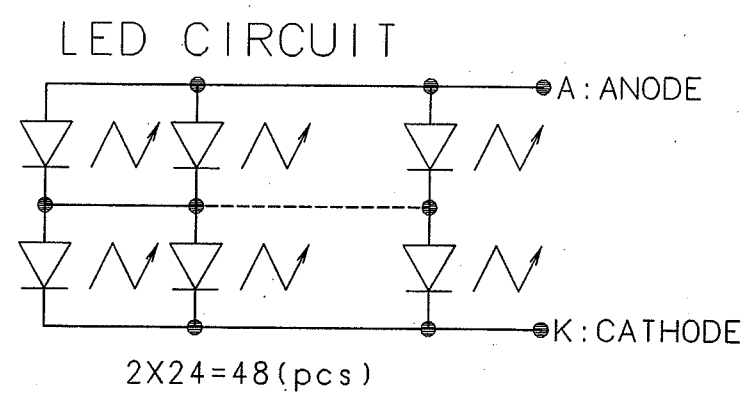 LED CIRCUIT
A:ANODE
K:CATHODE
2X24=48(pcs)